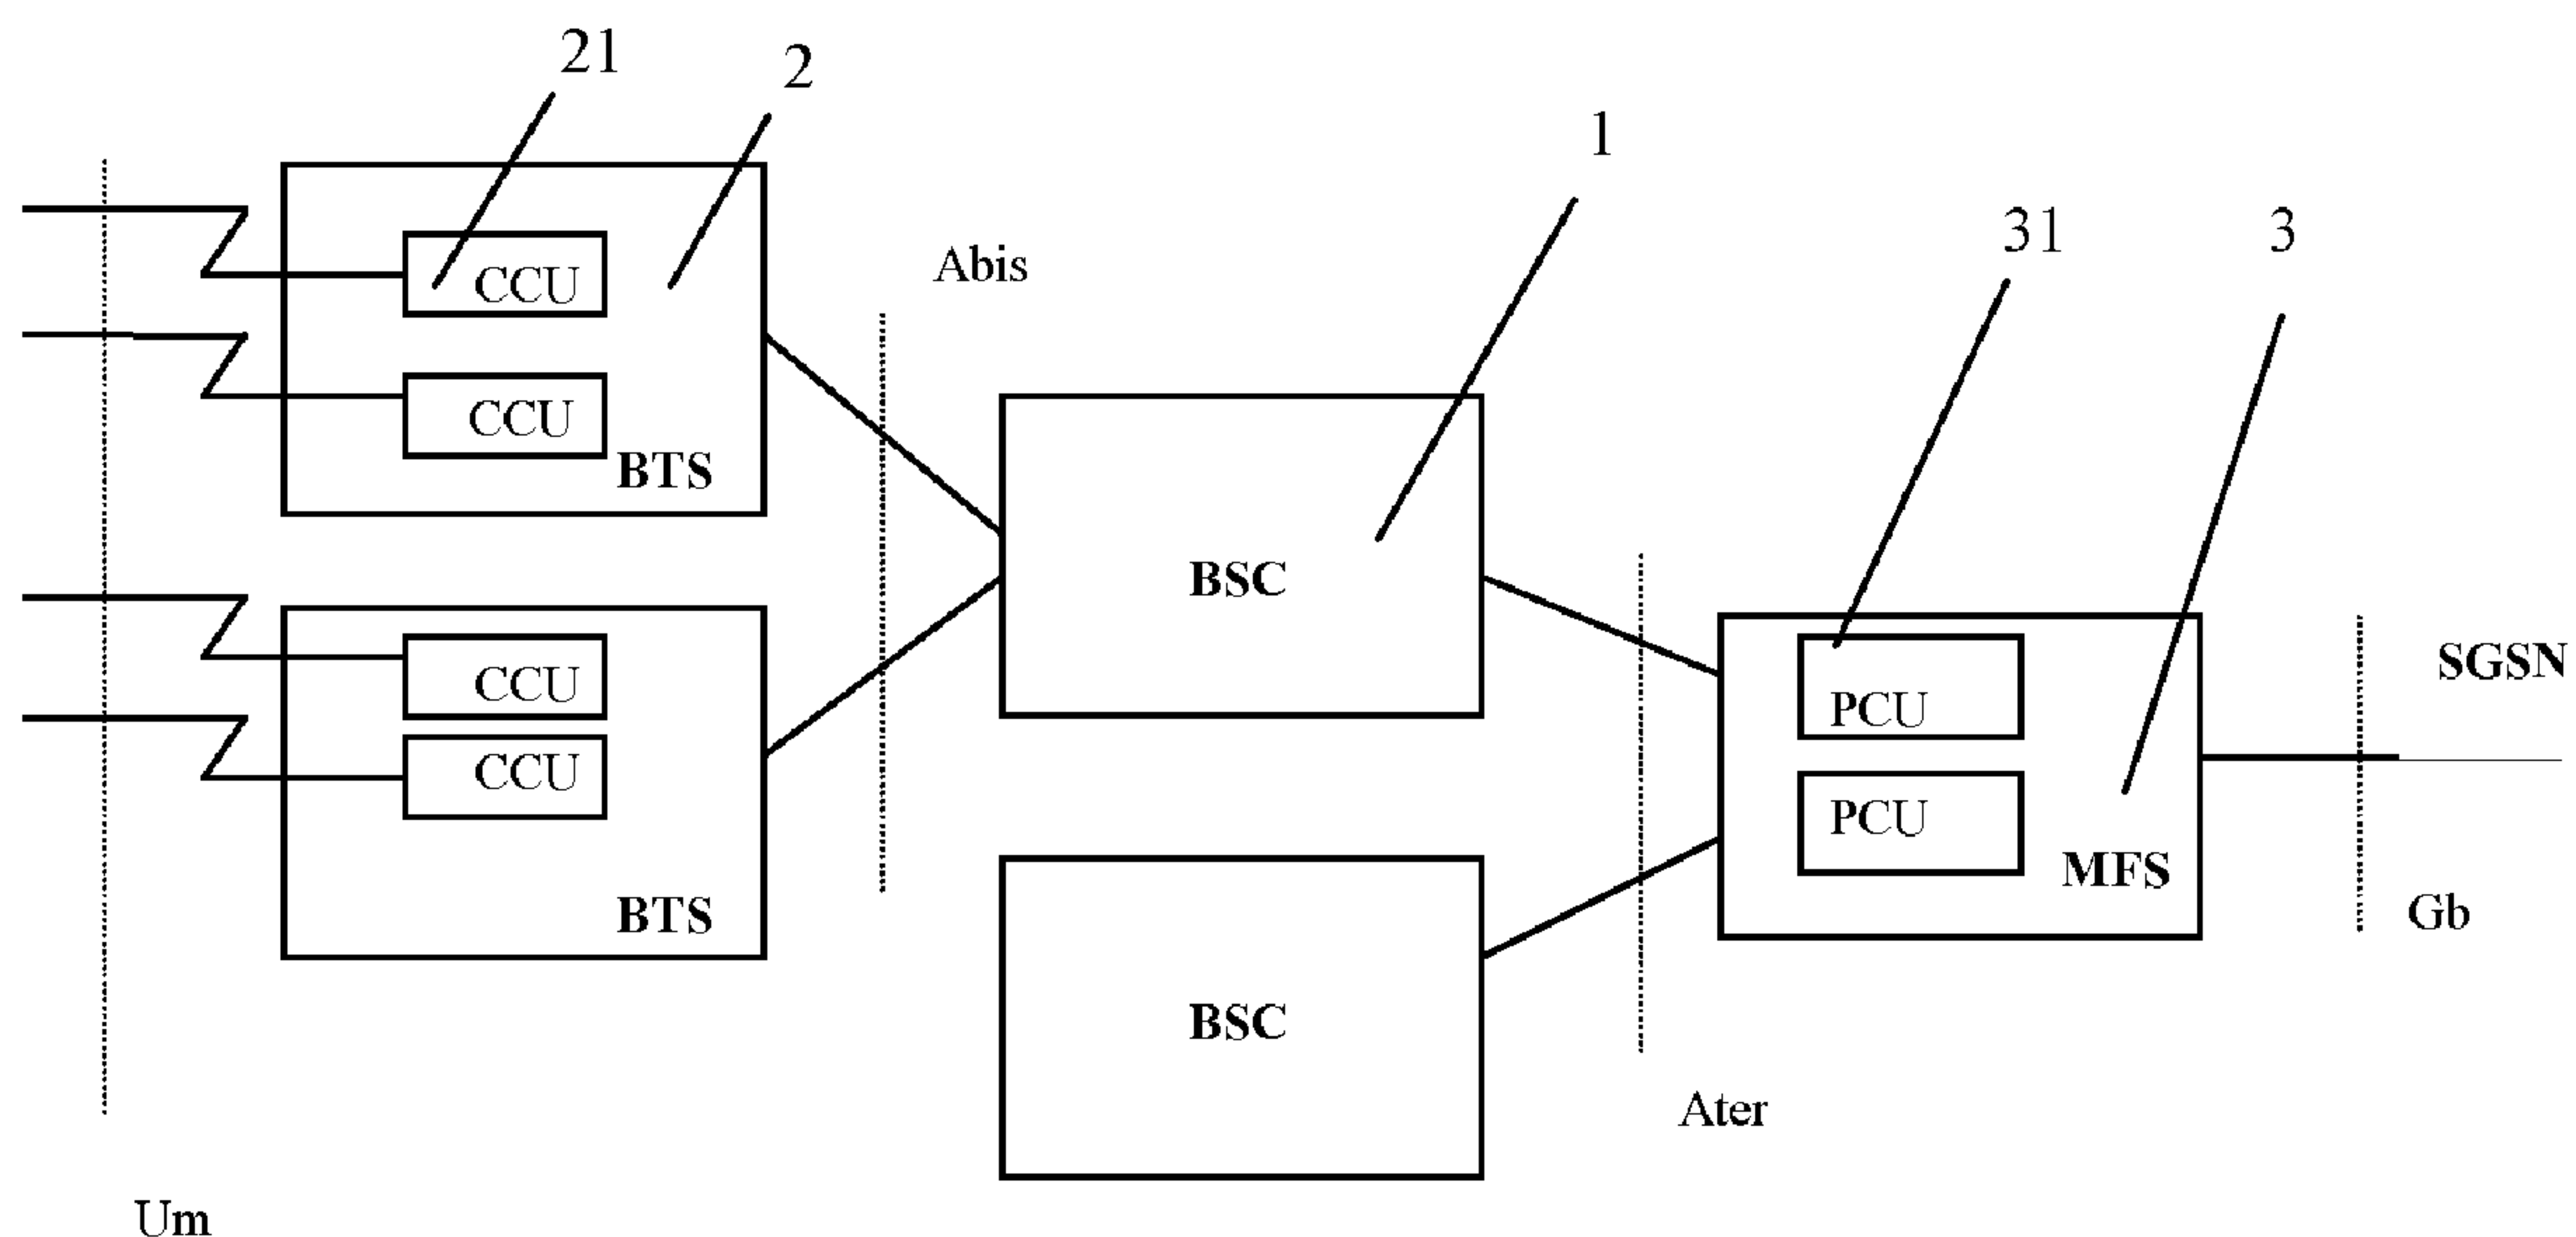 21
2
1
31
3
Abis
CCU
CCU
BTS
BSC
CCU
CCU
BTS
PCU
PCU
MFS
SGSN
Gb
BSC
Ater
Um